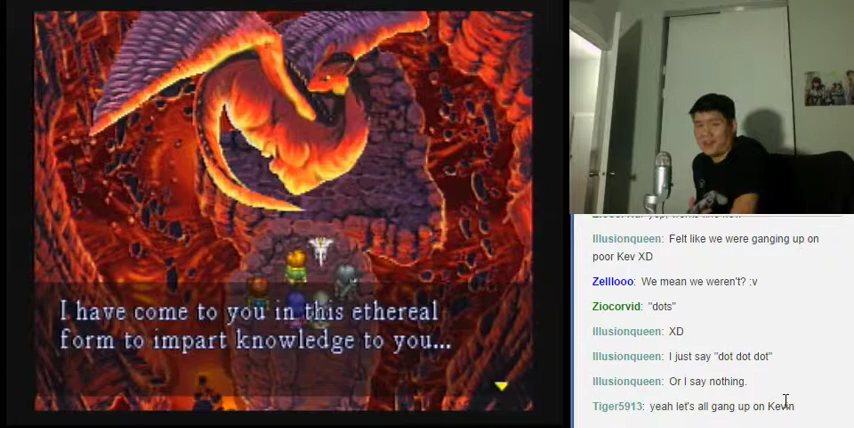 I have come to you in this ethereal
form to impart knowledge to you...
Illusionqueen: Felt like we were ganging up on
poor Kev XD
Zelllooo: We mean we weren't? :v
Ziocorvid: "dots"
Illusionqueen: XD
Illusionqueen: I just say "dot dot dot"
Illusionqueen: Or I say nothing.
Tiger5913: yeah let's all gang up on Kevin